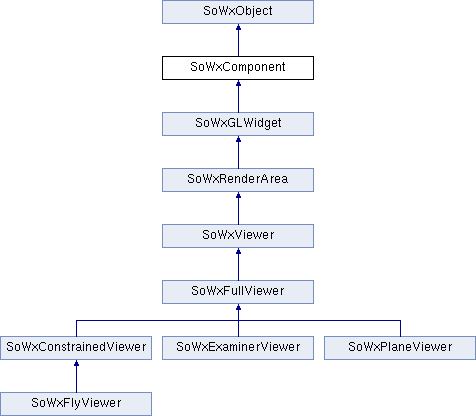 SoWxObject
SoWxComponent
SoWxGLWidget
SoWxRenderArea
SoWxViewer
SoWxFullViewer
SoWxConstrainedViewer
SoWxExaminerViewer
SoWxPlaneViewer
SoWxFlyViewer